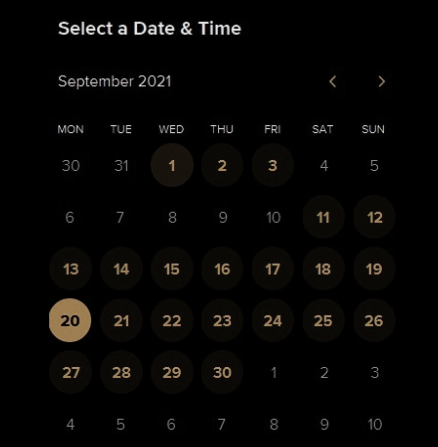 Select a Date & Time
September 2021
MON TUE WED THU FRI SAT SUN
30 31 1 2 3 4 5
6 7 8 9 10 11 12
13 14 15 16 17 18 19
20 21 22 23 24 25 26
27 28 29 30 1 2 3
4 5 6 7 8 9 10